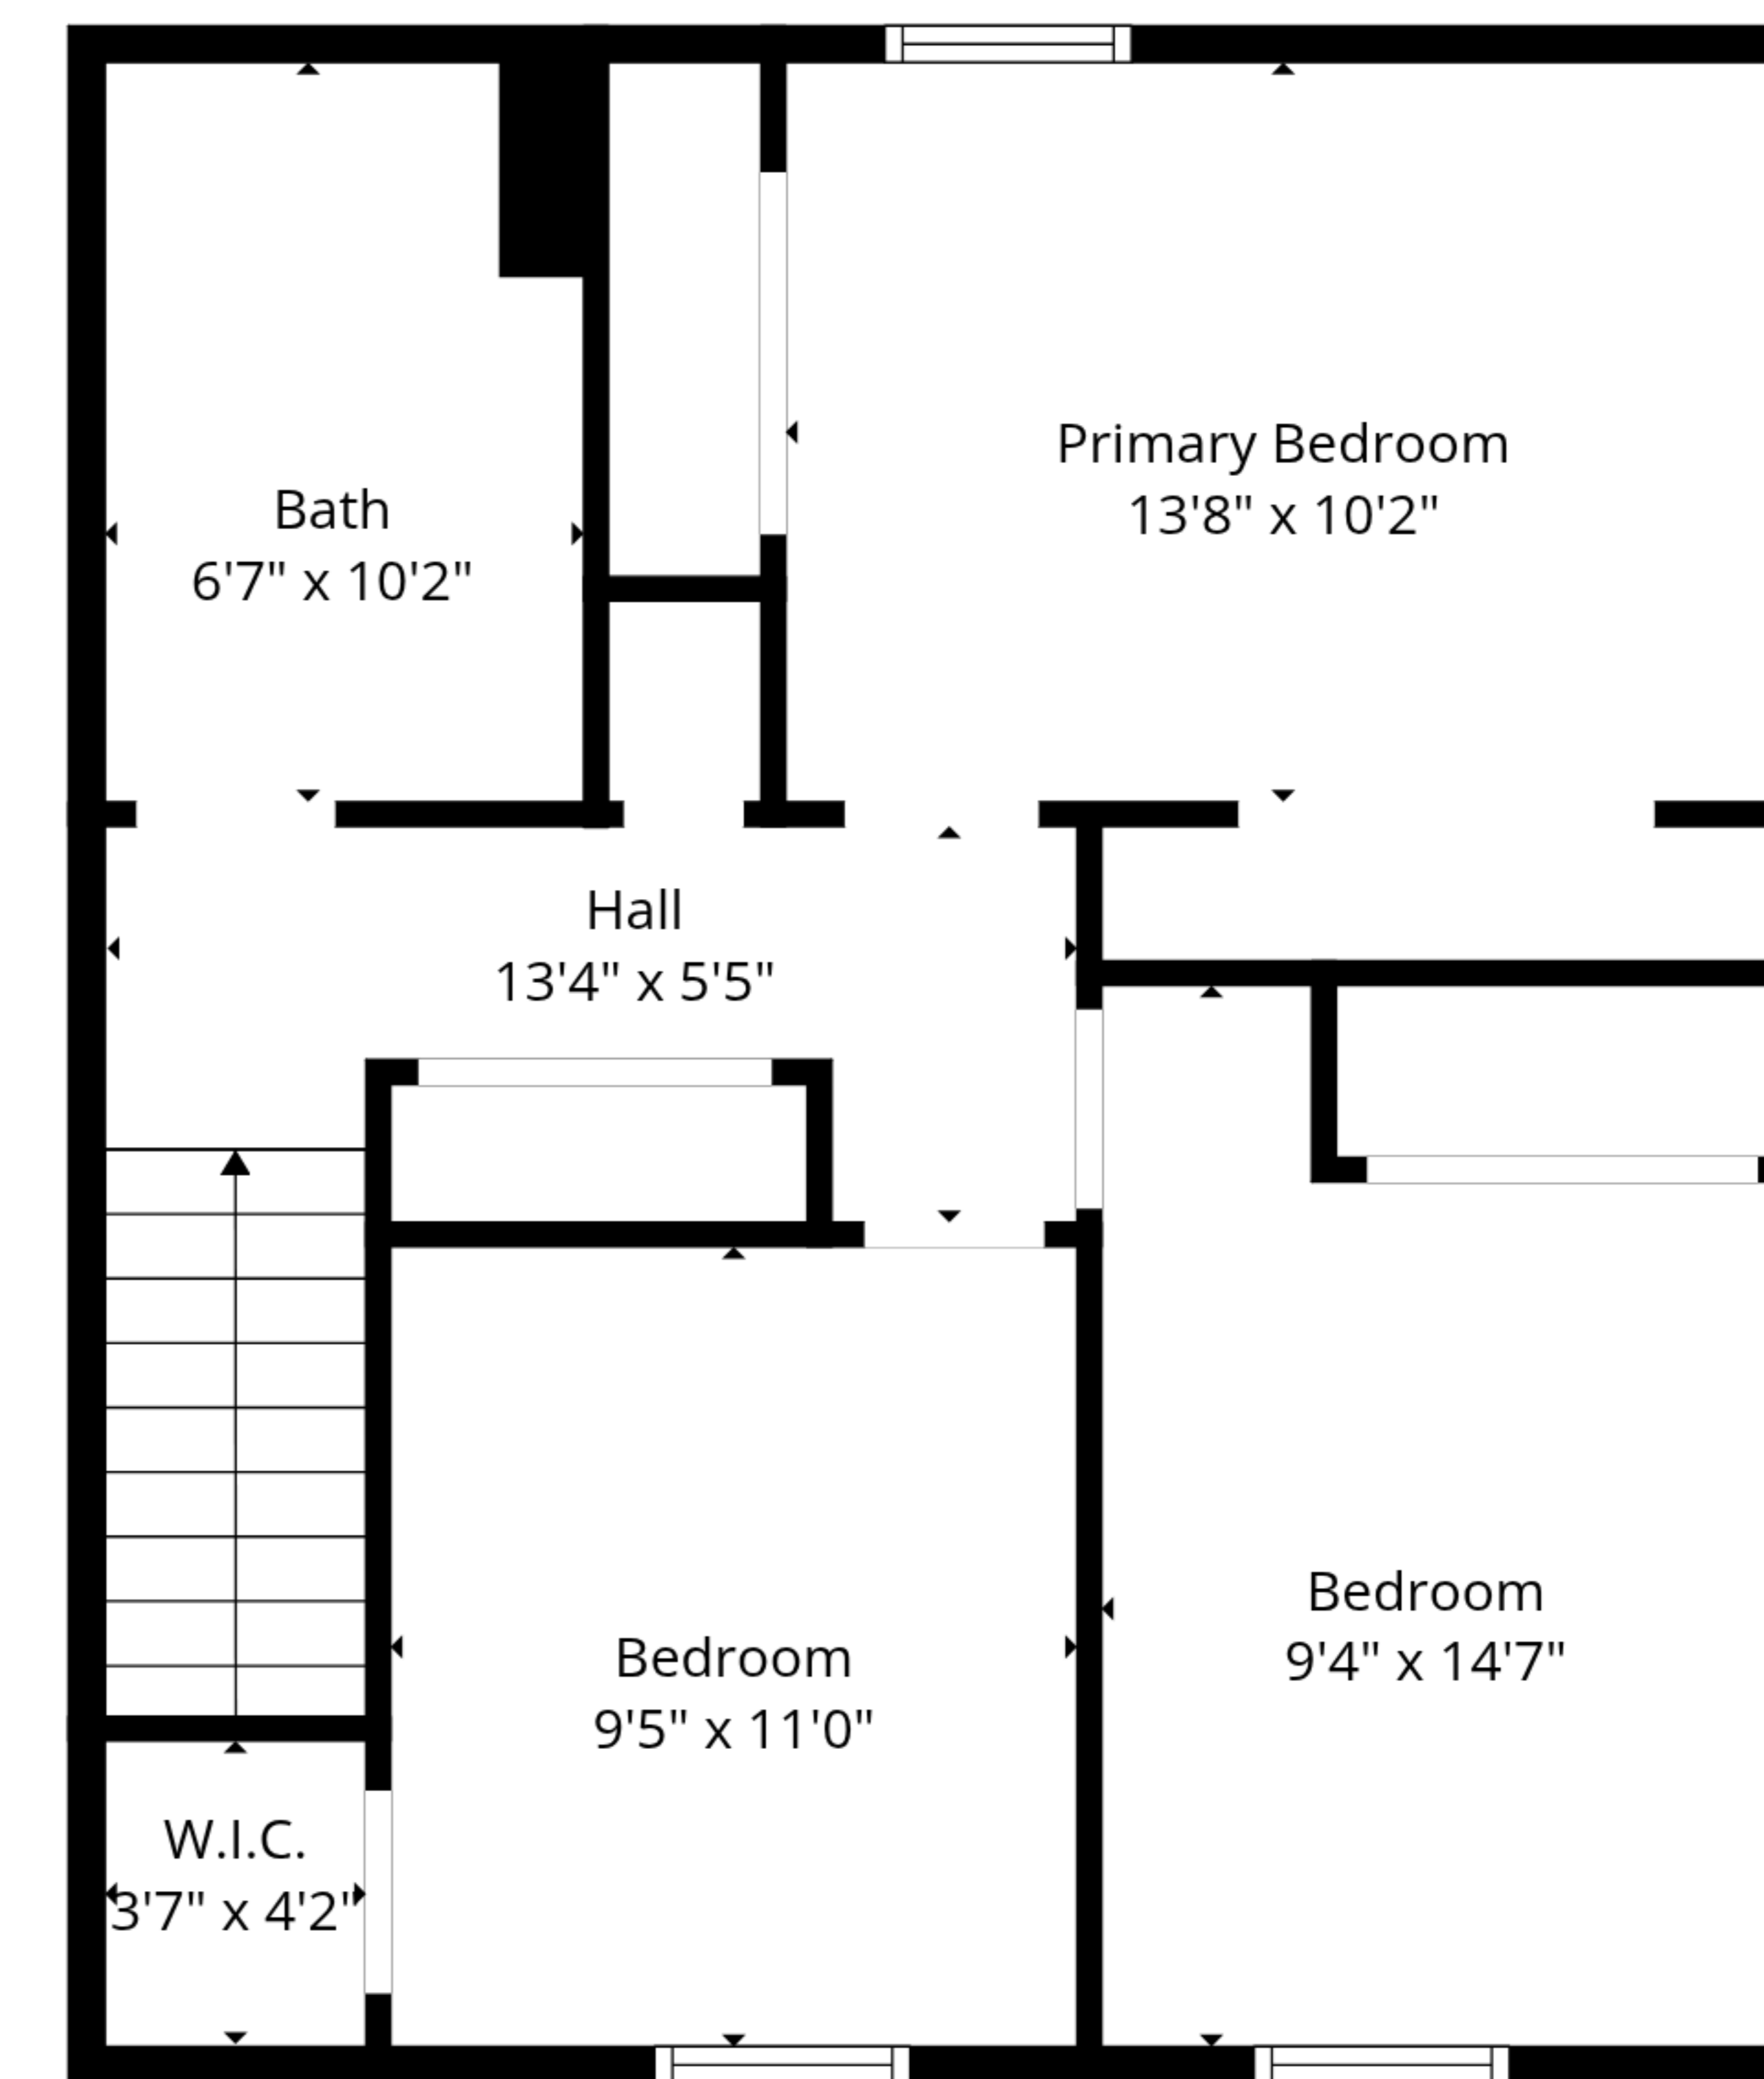 Primary Bedroom
13'8" x 10'2"
Bath
6'7" x 10'2"
Hall
13'4" x 5'5"
Bedroom
9'4" x 14'7"
Bedroom
9'5" x 11'0"
W.I.C.
3'7" x 4'2"